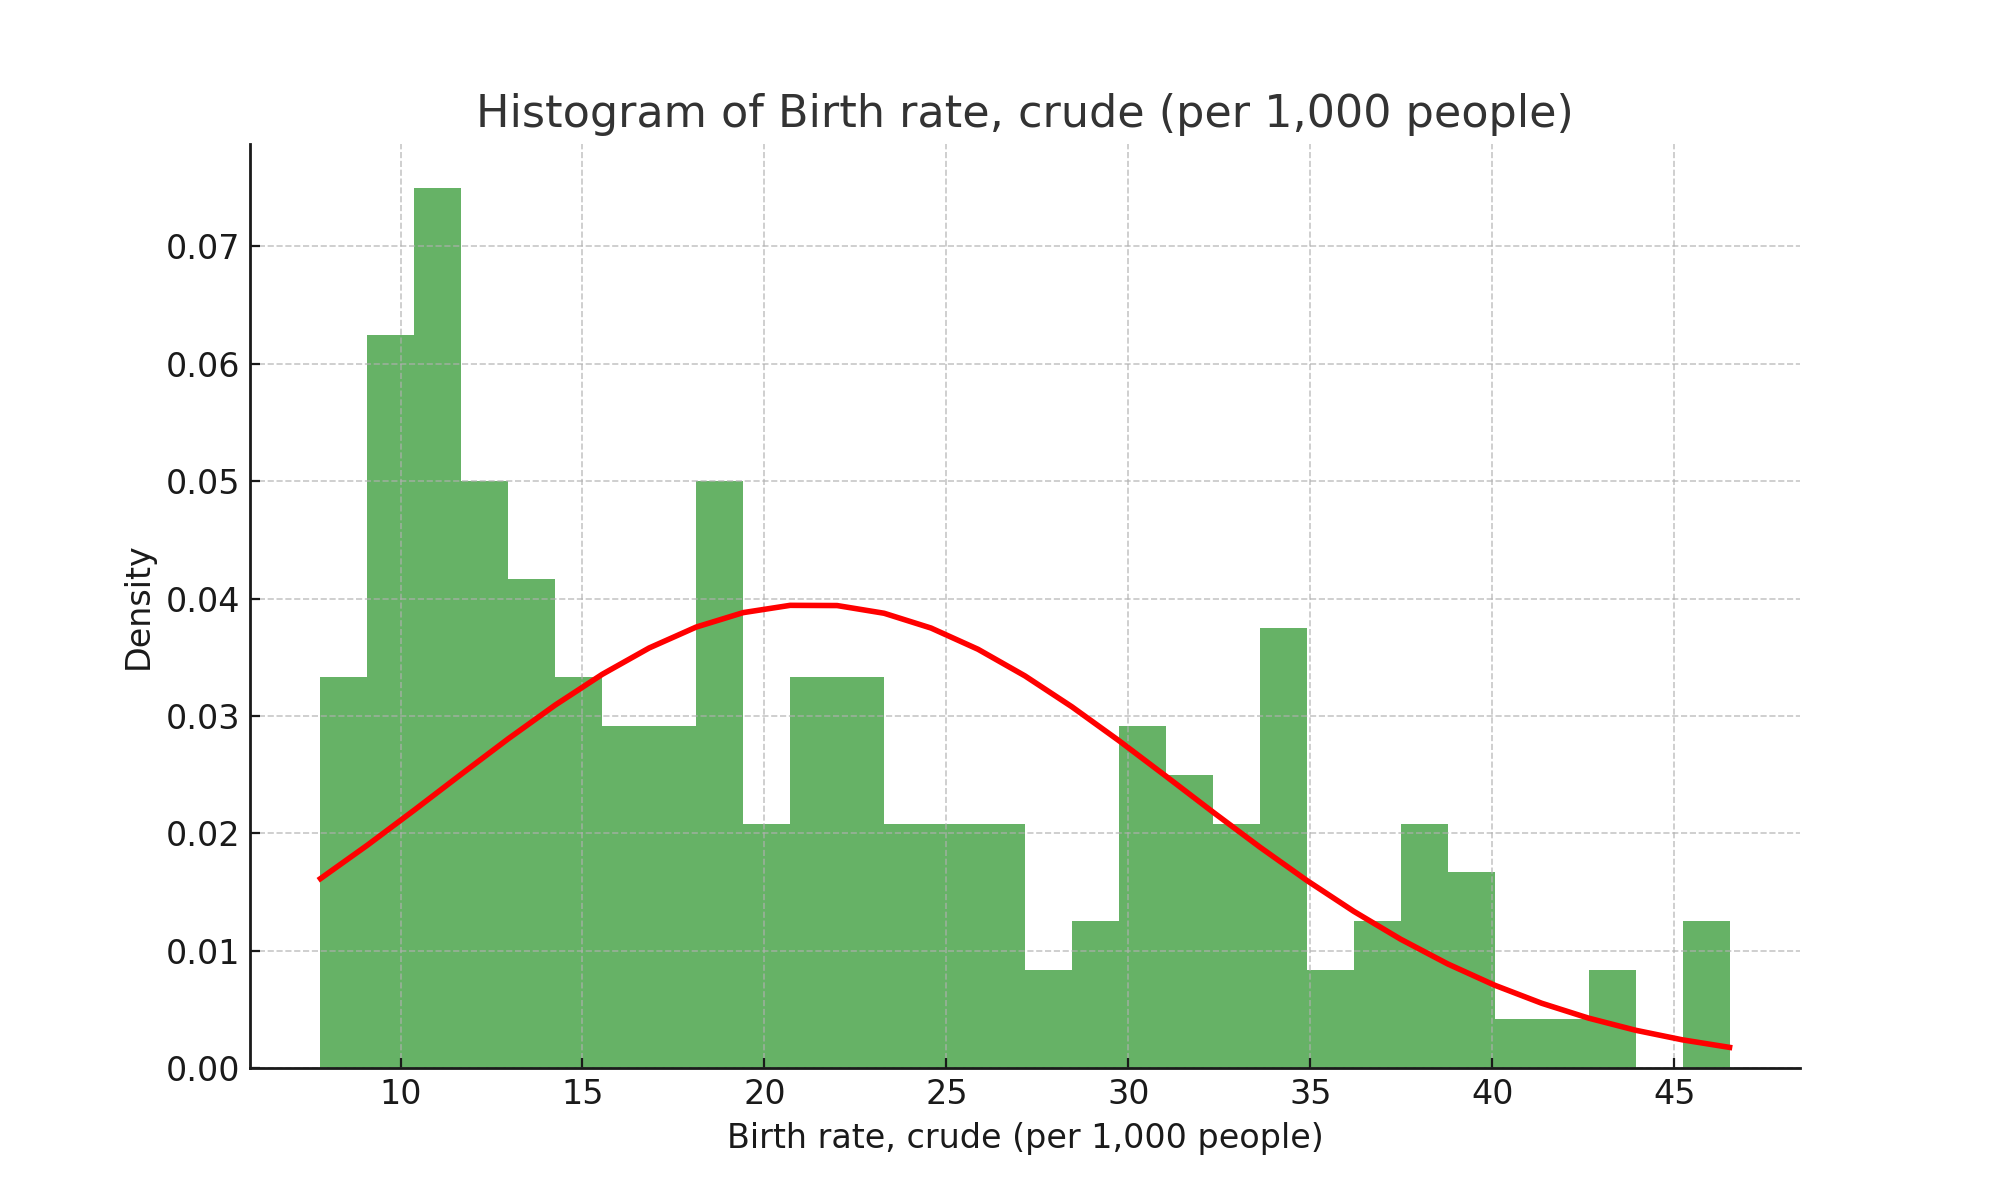 Histogram of Birth rate, crude (per 1,000 people)
0.07
0.06
0.05
0.04
0.03
0.02
0.01
0.00
Density
10 15 20 25 30 35 40 45
Birth rate, crude (per 1,000 people)